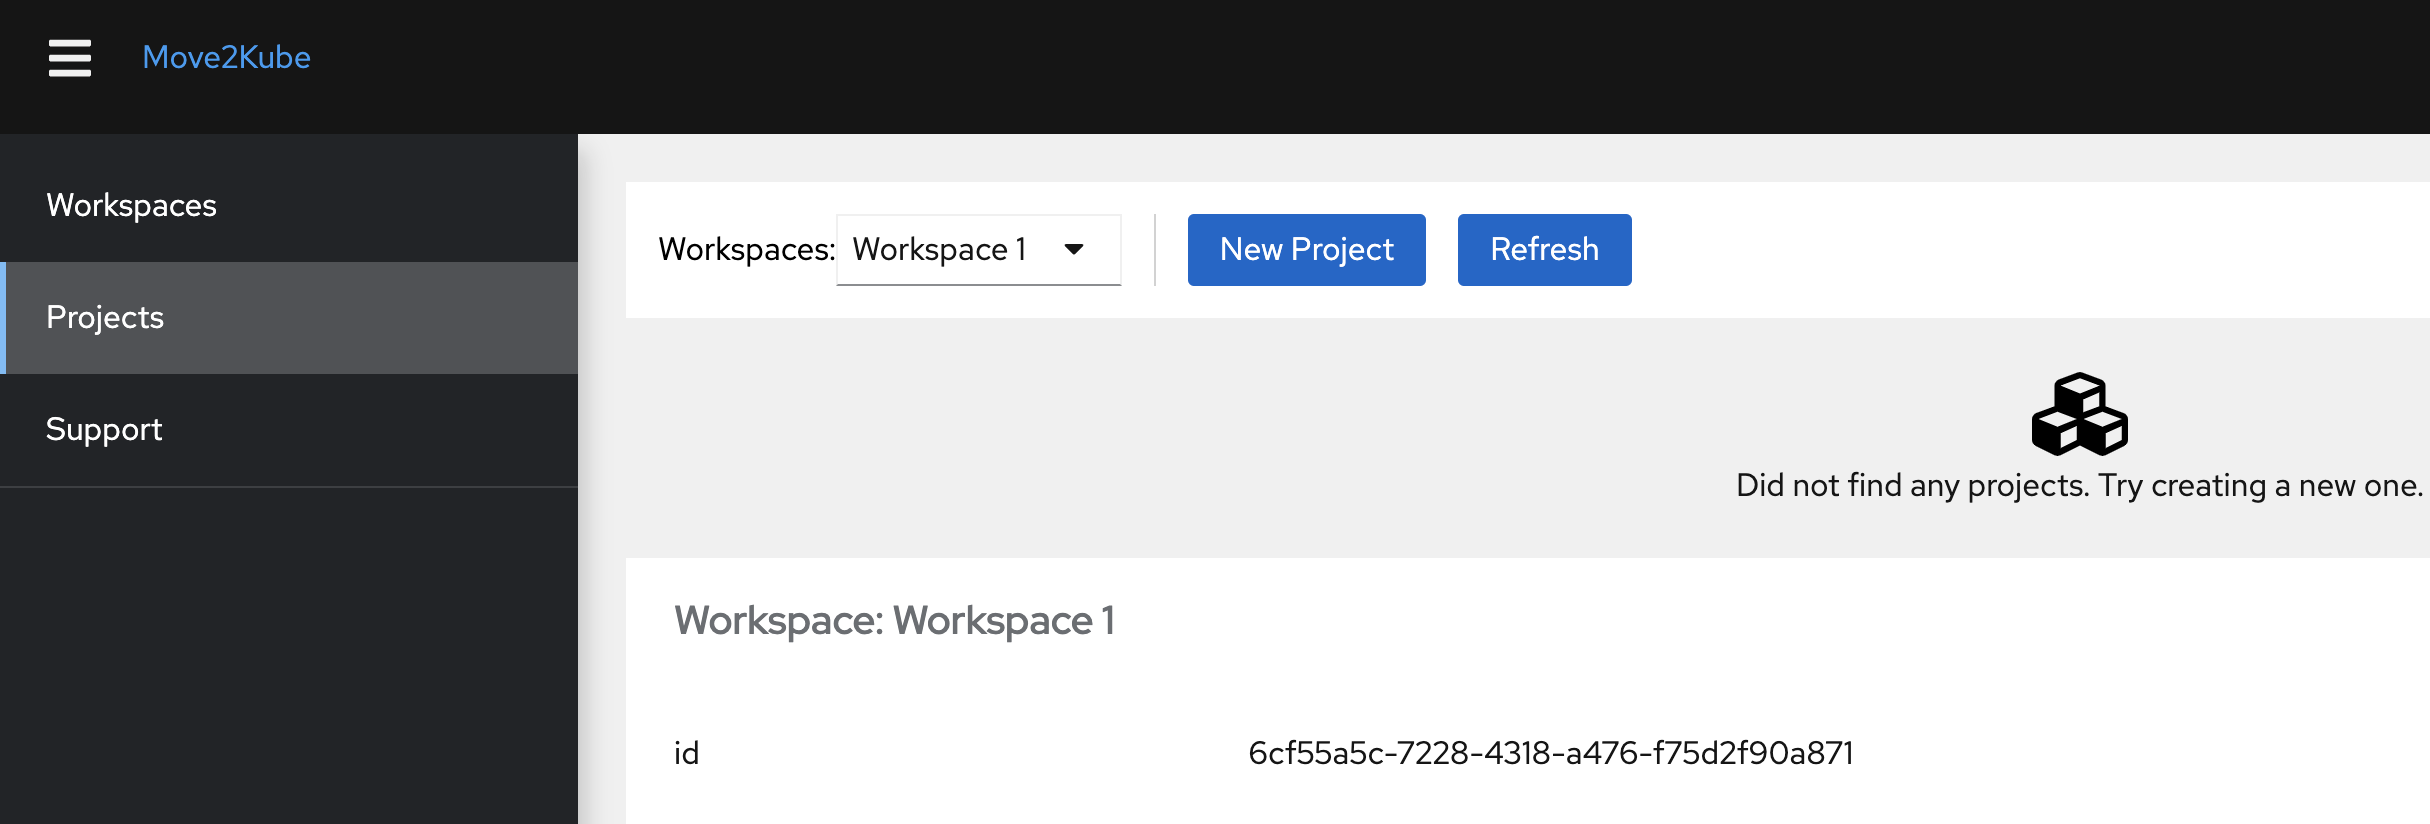 Move2Kube
Workspaces
Projects
Support
Workspaces: Workspace 1 New Project Refresh
Did not find any projects. Try creating a new one.
Workspace: Workspace 1
id 6cf55a5c-7228-4318-a476-f75d2f90a871